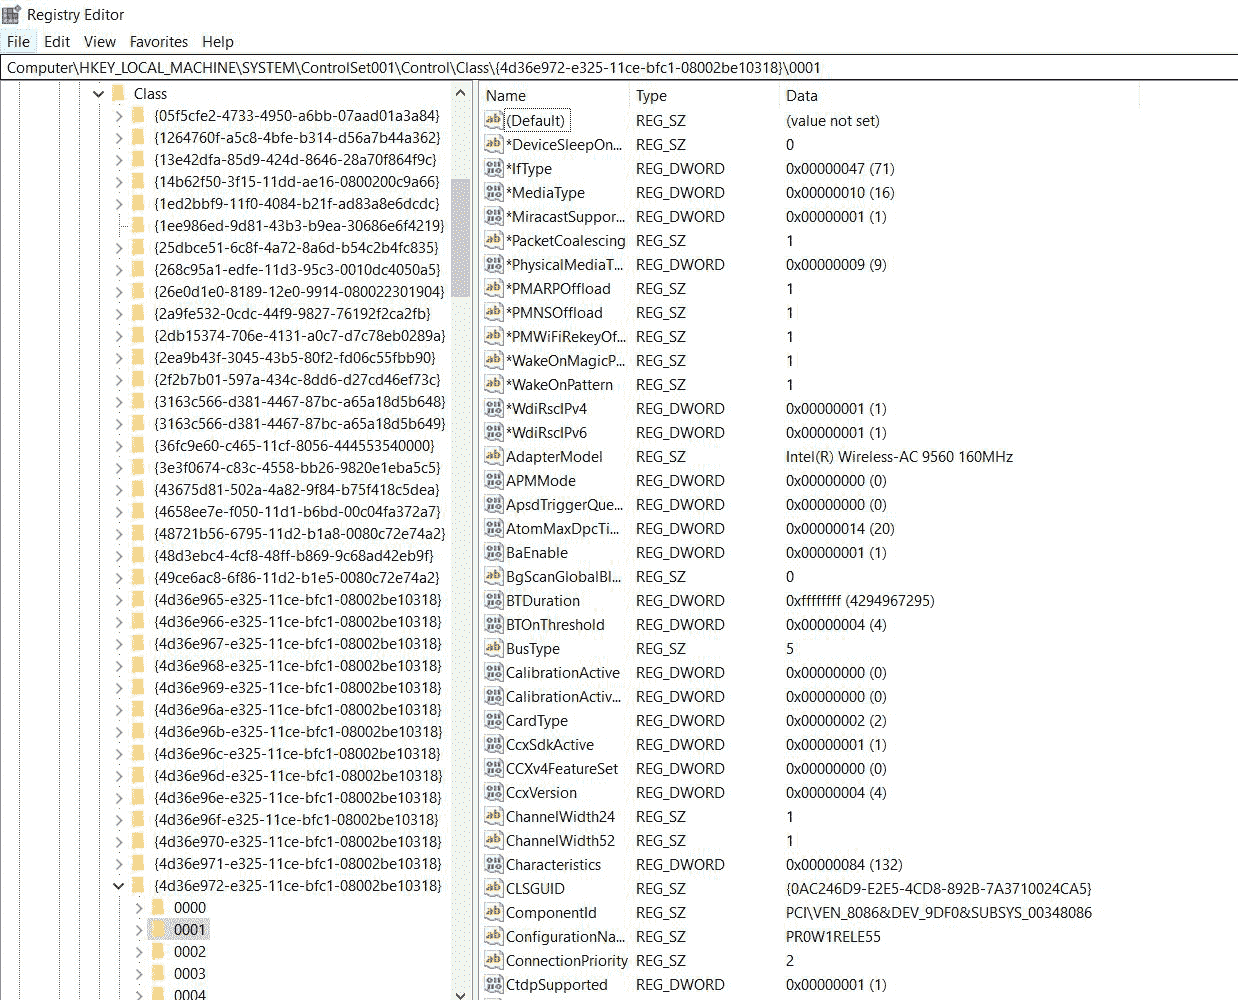 Registry Editor
File Edit View Favorites Help
Computer\HKEY_LOCAL_MACHINE\SYSTEM\ControlSet001\Control\Class\{4d36e972-e325-11ce-bfc1-08002be10318}\0001
Class
{05f5cfe2-4733-4950-a6bb-07aad01a3a84}
{1264760f-a5c8-4bfe-b314-d56a7b44a362}
{13e42dfa-85d9-424d-8646-28a70f864f9c}
{14b62f50-3f15-11dd-ae16-0800200c9a66}
{1ed2bbf9-11f0-4084-b21f-ad83a8e6dcdc}
{1ee986ed-9d81-43b3-b9ea-30686e6f4219}
{25dbce51-6c8f-4a72-8a6d-b54c2b4fc835}
{268c95a1-edfe-11d3-95c3-0010dc4050a5}
{26e0d1e0-8189-12e0-9914-080022301904}
{2a9fe532-0cdc-44f9-9827-76192f2ca2fb}
{2db15374-706e-4131-a0c7-d7c78eb0289a}
{2ea9b43f-3045-43b5-80f2-fd06c55fbb90}
{2f2b7b01-597a-434c-8dd6-d27cd46ef73c}
{3163c566-d381-4467-87bc-a65a18d5b648}
{3163c566-d381-4467-87bc-a65a18d5b649}
{36fc9e60-c465-11cf-8056-444553540000}
{3e3f0674-c83c-4558-bb26-9820e1eba5c5}
{43675d81-502a-4a82-9f84-b75f418c5dea}
{4658ee7e-f050-11d1-b6bd-00c04fa372a7}
{48721b56-6795-11d2-b1a8-0080c72e74a2}
{48d3ebc4-4cf8-48ff-b869-9c68ad42eb9f}
{49ce6ac8-6f86-11d2-b1e5-0080c72e74a2}
{4d36e965-e325-11ce-bfc1-08002be10318}
{4d36e966-e325-11ce-bfc1-08002be10318}
{4d36e967-e325-11ce-bfc1-08002be10318}
{4d36e968-e325-11ce-bfc1-08002be10318}
{4d36e969-e325-11ce-bfc1-08002be10318}
{4d36e96a-e325-11ce-bfc1-08002be10318}
{4d36e96b-e325-11ce-bfc1-08002be10318}
{4d36e96c-e325-11ce-bfc1-08002be10318}
{4d36e96d-e325-11ce-bfc1-08002be10318}
{4d36e96e-e325-11ce-bfc1-08002be10318}
{4d36e96f-e325-11ce-bfc1-08002be10318}
{4d36e970-e325-11ce-bfc1-08002be10318}
{4d36e971-e325-11ce-bfc1-08002be10318}
{4d36e972-e325-11ce-bfc1-08002be10318}
0000
0001
0002
0003
0004
Name Type Data
(Default) REG_SZ (value not set)
*DeviceSleepOn... REG_SZ 0
*IfType REG_DWORD 0x00000047 (71)
*MediaType REG_DWORD 0x00000010 (16)
*MiracastSuppor... REG_DWORD 0x00000001 (1)
*PacketCoalescing REG_SZ 1
*PhysicalMediaT... REG_DWORD 0x00000009 (9)
*PMARPOffload REG_SZ 1
*PMNSOffload REG_SZ 1
*PMWiFiRekeyOf... REG_SZ 1
*WakeOnMagicP... REG_SZ 1
*WakeOnPattern REG_SZ 1
*WdiRscIPv4 REG_DWORD 0x00000001 (1)
*WdiRscIPv6 REG_DWORD 0x00000001 (1)
AdapterModel REG_SZ Intel(R) Wireless-AC 9560 160MHz
APMMode REG_DWORD 0x00000000 (0)
ApsdTriggerQue... REG_DWORD 0x00000000 (0)
AtomMaxDpcTi... REG_DWORD 0x00000014 (20)
BaEnable REG_DWORD 0x00000001 (1)
BgScanGlobalBl... REG_SZ 0
BTDuration REG_DWORD 0xffffffff (4294967295)
BTOnThreshold REG_DWORD 0x00000004 (4)
BusType REG_SZ 5
CalibrationActive REG_DWORD 0x00000000 (0)
CalibrationActiv... REG_DWORD 0x00000000 (0)
CardType REG_DWORD 0x00000002 (2)
CcxSdkActive REG_DWORD 0x00000001 (1)
CCXv4FeatureSet REG_DWORD 0x00000000 (0)
CcxVersion REG_DWORD 0x00000004 (4)
ChannelWidth24 REG_SZ 1
ChannelWidth52 REG_SZ 1
Characteristics REG_DWORD 0x00000084 (132)
CLSGUID REG_SZ {0AC246D9-E2E5-4CD8-892B-7A3710024CA5}
ComponentId REG_SZ PCI\VEN_8086&DEV_9DF0&SUBSYS_00348086
ConfigurationNa... REG_SZ PR0W1RELE55
ConnectionPriority REG_SZ 2
CtdpSupported REG_DWORD 0x00000001 (1)